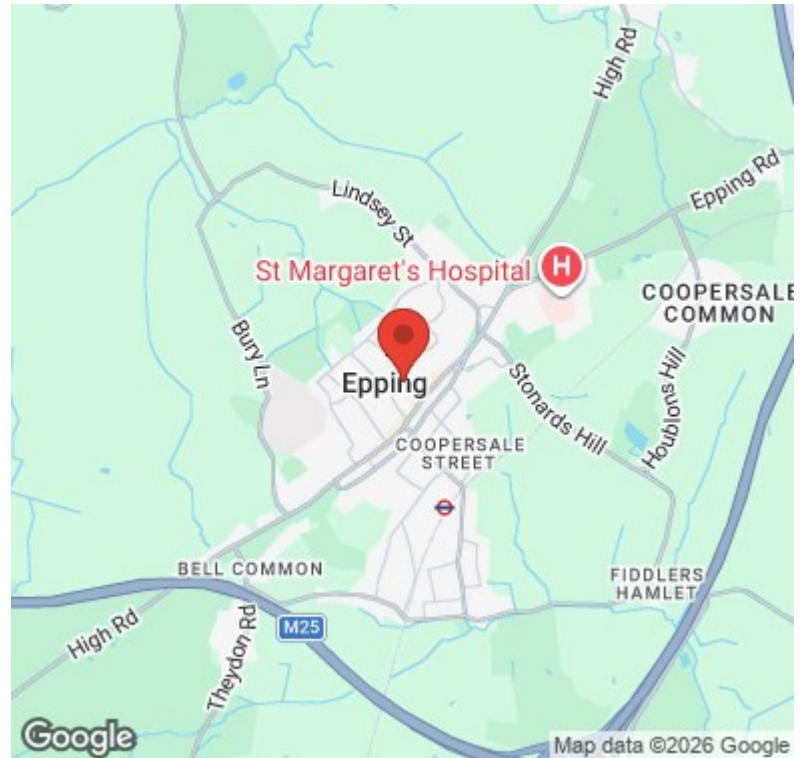 High Rd
Epping Rd
Lindsey St
St Margaret's Hospital
H
COOPERSALE
COMMON
Bury Ln
Epping
Stonards Hill
Houblons Hill
COOPERSALE
STREET
BELL COMMON
FIDDLERS
HAMLET
M25
High Rd
Theydon Rd
Google
Map data ©2026 Google